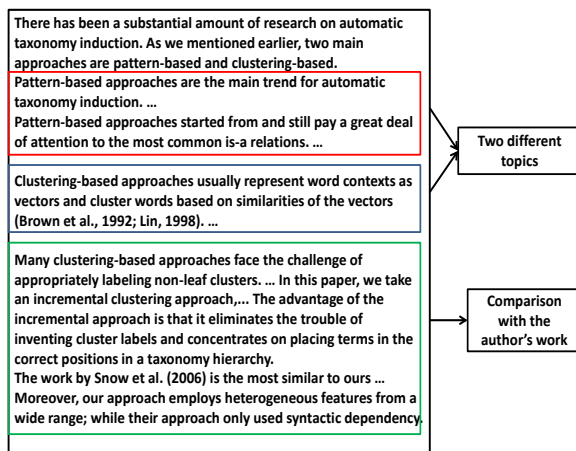 There has been a substantial amount of research on automatic
taxonomy induction. As we mentioned earlier, two main
approaches are pattern-based and clustering-based.
Pattern-based approaches are the main trend for automatic
taxonomy induction. …
Pattern-based approaches started from and still pay a great deal
of attention to the most common is-a relations. …
Clustering-based approaches usually represent word contexts as
vectors and cluster words based on similarities of the vectors
(Brown et al., 1992; Lin, 1998). …
Many clustering-based approaches face the challenge of
appropriately labeling non-leaf clusters. … In this paper, we take
an incremental clustering approach,... The advantage of the
incremental approach is that it eliminates the trouble of
inventing cluster labels and concentrates on placing terms in the
correct positions in a taxonomy hierarchy.
The work by Snow et al. (2006) is the most similar to ours …
Moreover, our approach employs heterogeneous features from a
wide range; while their approach only used syntactic dependency.
Two different
topics
Comparison
with the
author's work